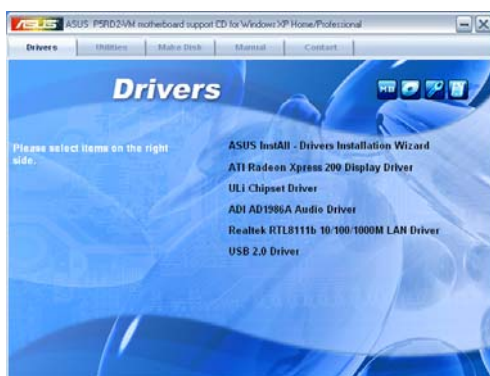 ASUS ASUS P5RD2-VM motherboard support CD for Windows XP Home/Professional
Drivers Utilities Make Disk Manual Contact
Drivers
Please select items on the right side.
ASUS InstAll - Drivers Installation Wizard
ATI Radeon Xpress 200 Display Driver
ULi Chipset Driver
ADI AD1986A Audio Driver
Realtek RTL8111b 10/100/1000M LAN Driver
USB 2.0 Driver